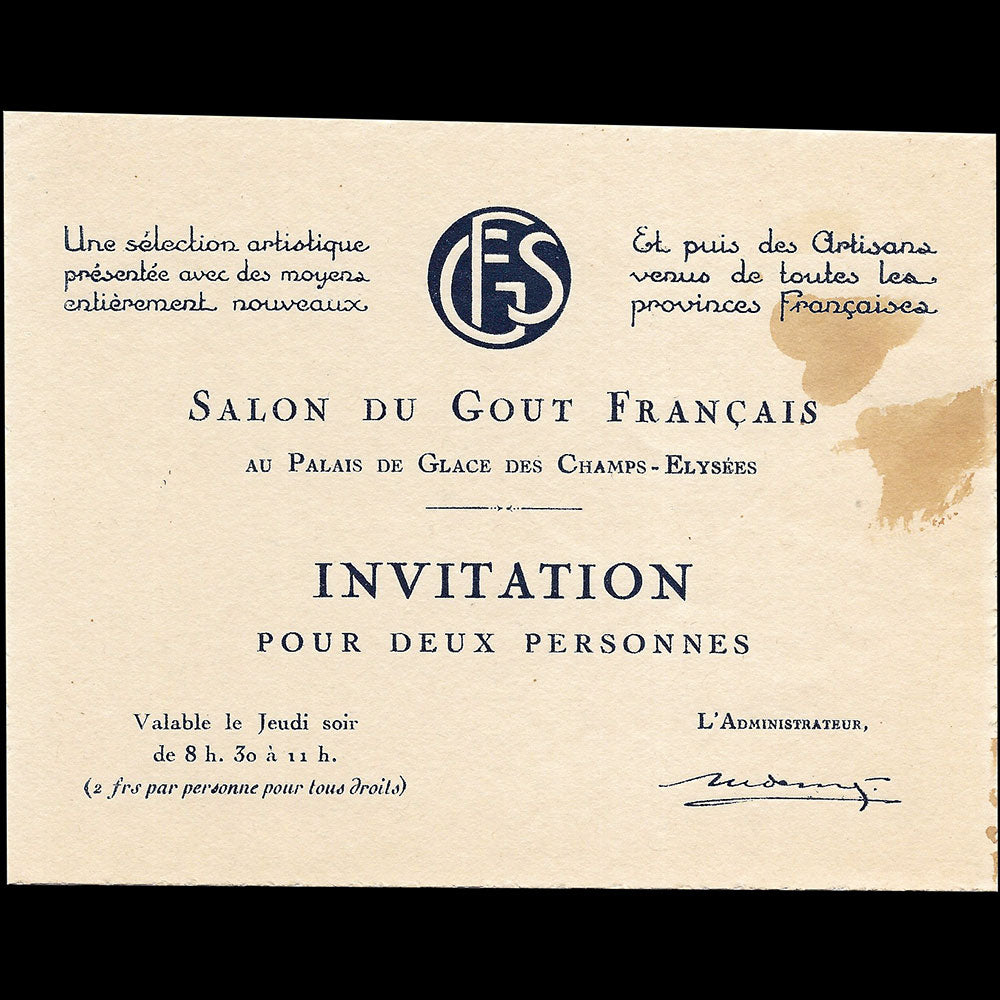 Une sélection artistique
présentée avec des moyens
entièrement nouveaux
SGF
Et puis des Artisans
venus de toutes les
provinces Françaises
SALON DU GOUT FRANÇAIS
AU PALAIS DE GLACE DES CHAMPS-ELYSÉES
INVITATION
POUR DEUX PERSONNES
Valable le Jeudi soir
de 8 h. 30 à 11 h.
(2 frs par personne pour tous droits)
L'ADMINISTRATEUR,